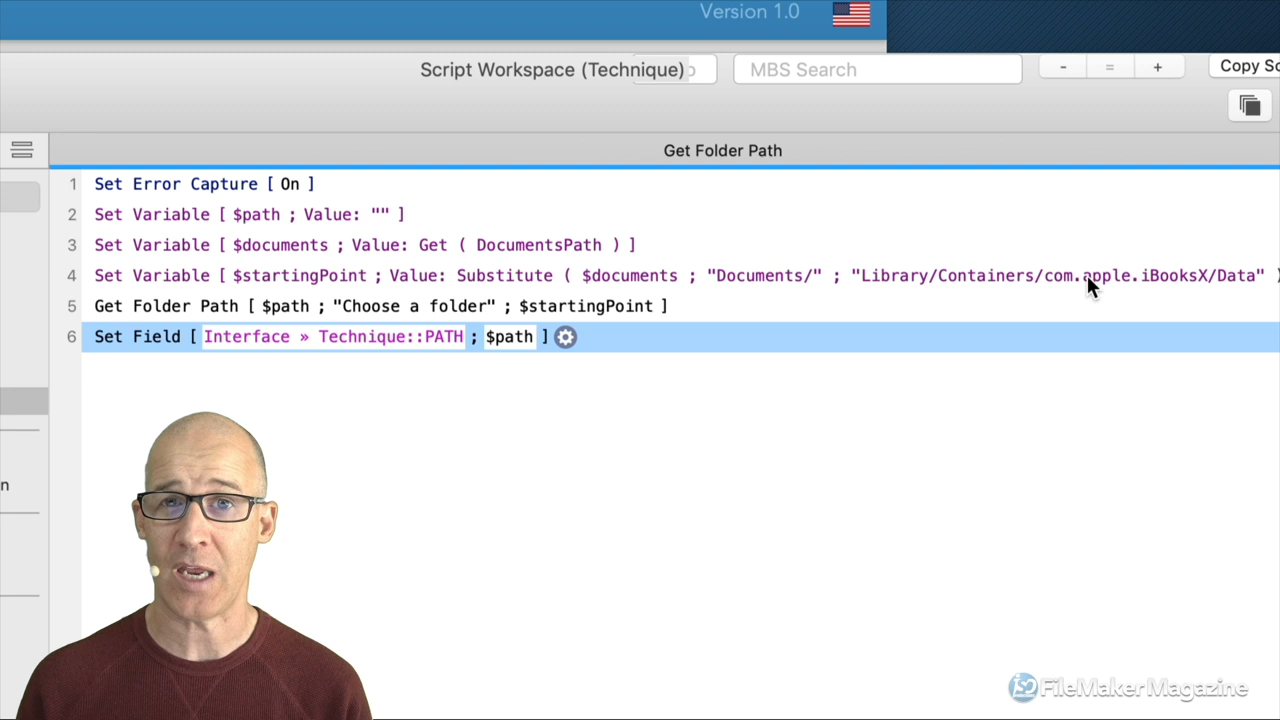 Version 1.0
Script Workspace (Technique)
MBS Search
- = +
Copy Sc
Get Folder Path
1 Set Error Capture [ On ]
2 Set Variable [ $path ; Value: "" ]
3 Set Variable [ $documents ; Value: Get ( DocumentsPath ) ]
4 Set Variable [ $startingPoint ; Value: Substitute ( $documents ; "Documents/" ; "Library/Containers/com.apple.iBooksX/Data" )
5 Get Folder Path [ $path ; "Choose a folder" ; $startingPoint ]
6 Set Field [ Interface » Technique::PATH ; $path ]
n
FileMaker Magazine